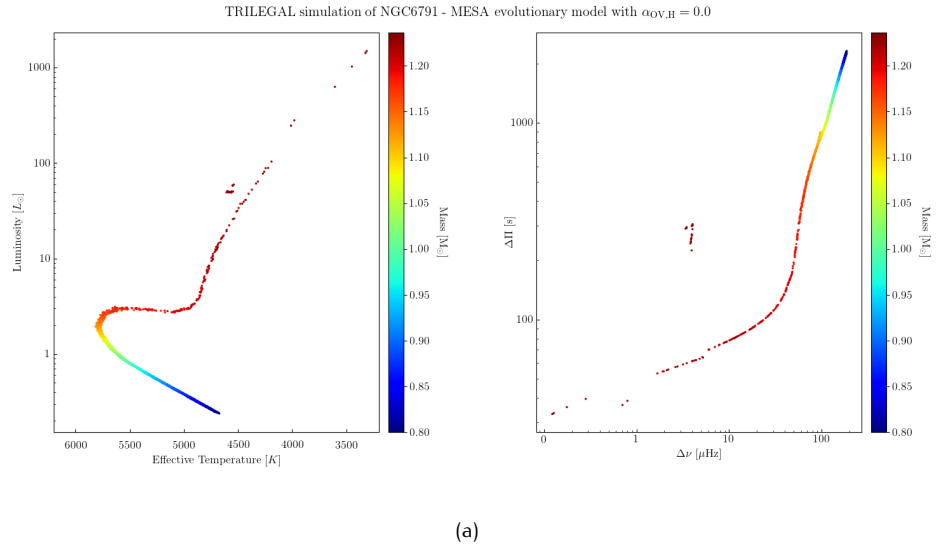 TRILEGAL simulation of NGC6791 - MESA evolutionary model with α_OV,H = 0.0
1000
100
10
1
Luminosity [L⊙]
6000 5500 5000 4500 4000 3500
Effective Temperature [K]
1.20
1.15
1.10
1.05
1.00
0.95
0.90
0.85
0.80
Mass [M⊙]
1000
100
ΔΠ [s]
0 1 10 100
Δν [μHz]
1.20
1.15
1.10
1.05
1.00
0.95
0.90
0.85
0.80
Mass [M⊙]
(a)